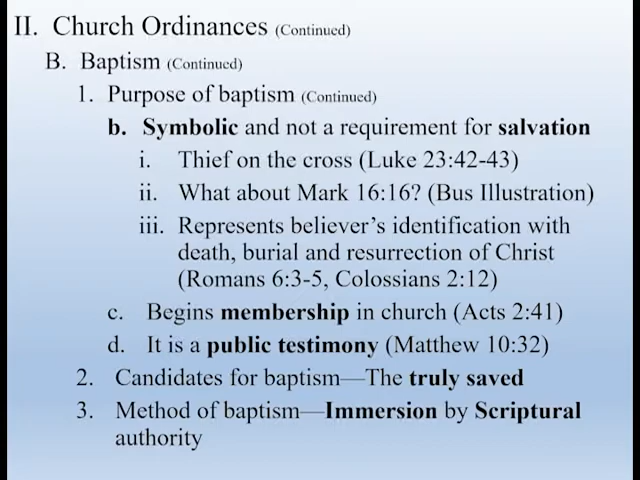 II. Church Ordinances (Continued)
B. Baptism (Continued)
1. Purpose of baptism (Continued)
b. Symbolic and not a requirement for salvation
i. Thief on the cross (Luke 23:42-43)
ii. What about Mark 16:16? (Bus Illustration)
iii. Represents believer’s identification with
death, burial and resurrection of Christ
(Romans 6:3-5, Colossians 2:12)
c. Begins membership in church (Acts 2:41)
d. It is a public testimony (Matthew 10:32)
2. Candidates for baptism—The truly saved
3. Method of baptism—Immersion by Scriptural
authority